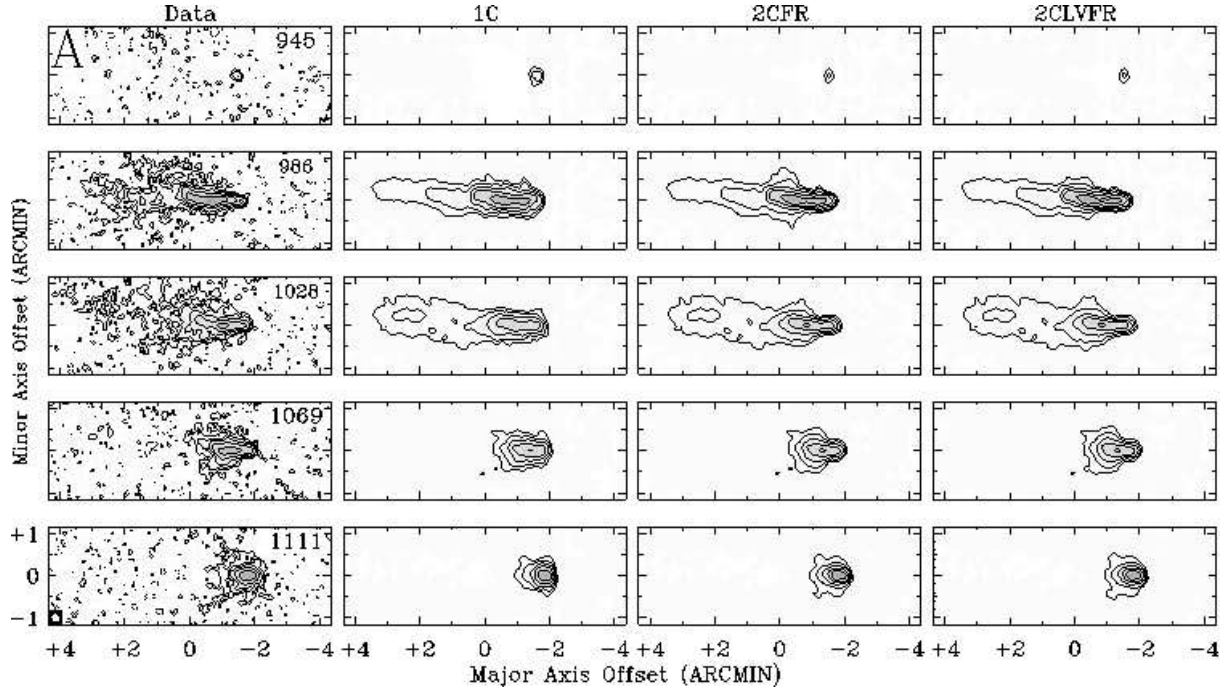 Data 1C 2CFR 2CLVFR
A 945
986
1028
1069
1111
+1
0
−1
+4 +2 0 −2 −4 +4 +2 0 −2 −4 +4 +2 0 −2 −4 +4 +2 0 −2 −4
Minor Axis Offset (ARCMIN)
Major Axis Offset (ARCMIN)